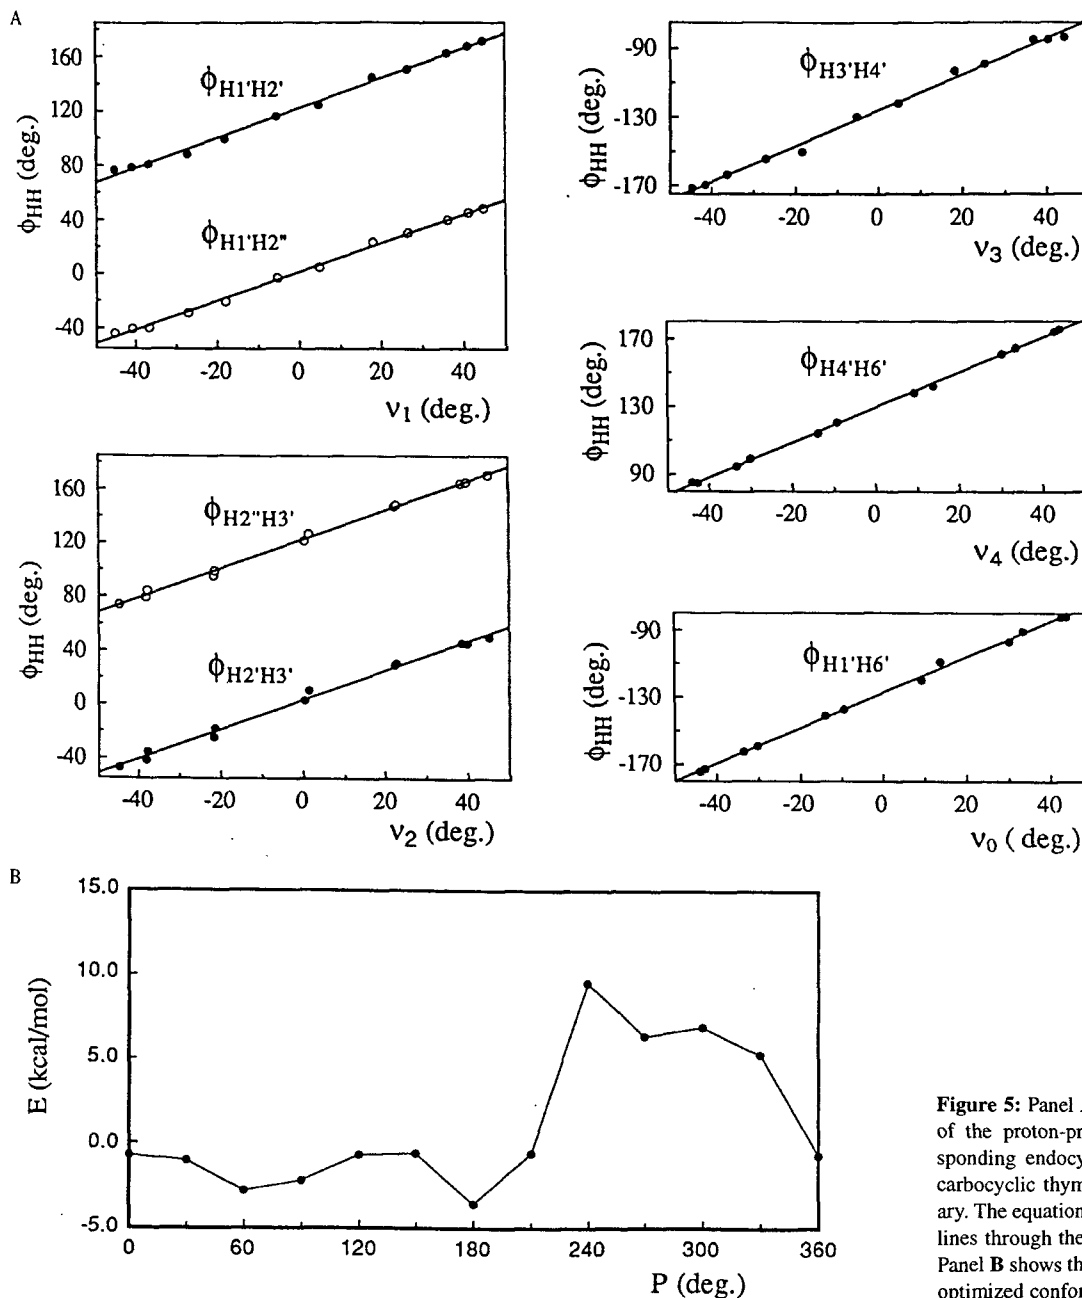 A
160
120
80
40
0
-40
ϕHH (deg.)
ϕH1'H2'
ϕH1'H2"
-40 -20 0 20 40
ν1 (deg.)
-90
-130
-170
ϕHH (deg.)
ϕH3'H4'
-40 -20 0 20 40
ν3 (deg.)
170
130
90
ϕHH (deg.)
ϕH4'H6'
-40 -20 0 20 40
ν4 (deg.)
160
120
80
40
0
-40
ϕHH (deg.)
ϕH2"H3'
ϕH2'H3'
-40 -20 0 20 40
ν2 (deg.)
-90
-130
-170
ϕHH (deg.)
ϕH1'H6'
-40 -20 0 20 40
ν0 ( deg.)
B
15.0
10.0
5.0
0.0
-5.0
E (kcal/mol)
0 60 120 180 240 300 360
P (deg.)
Figure 5: Panel
of the proton-pr
sponding endocy
carbocyclic thym
ary. The equation
lines through the
Panel B shows th
optimized confor